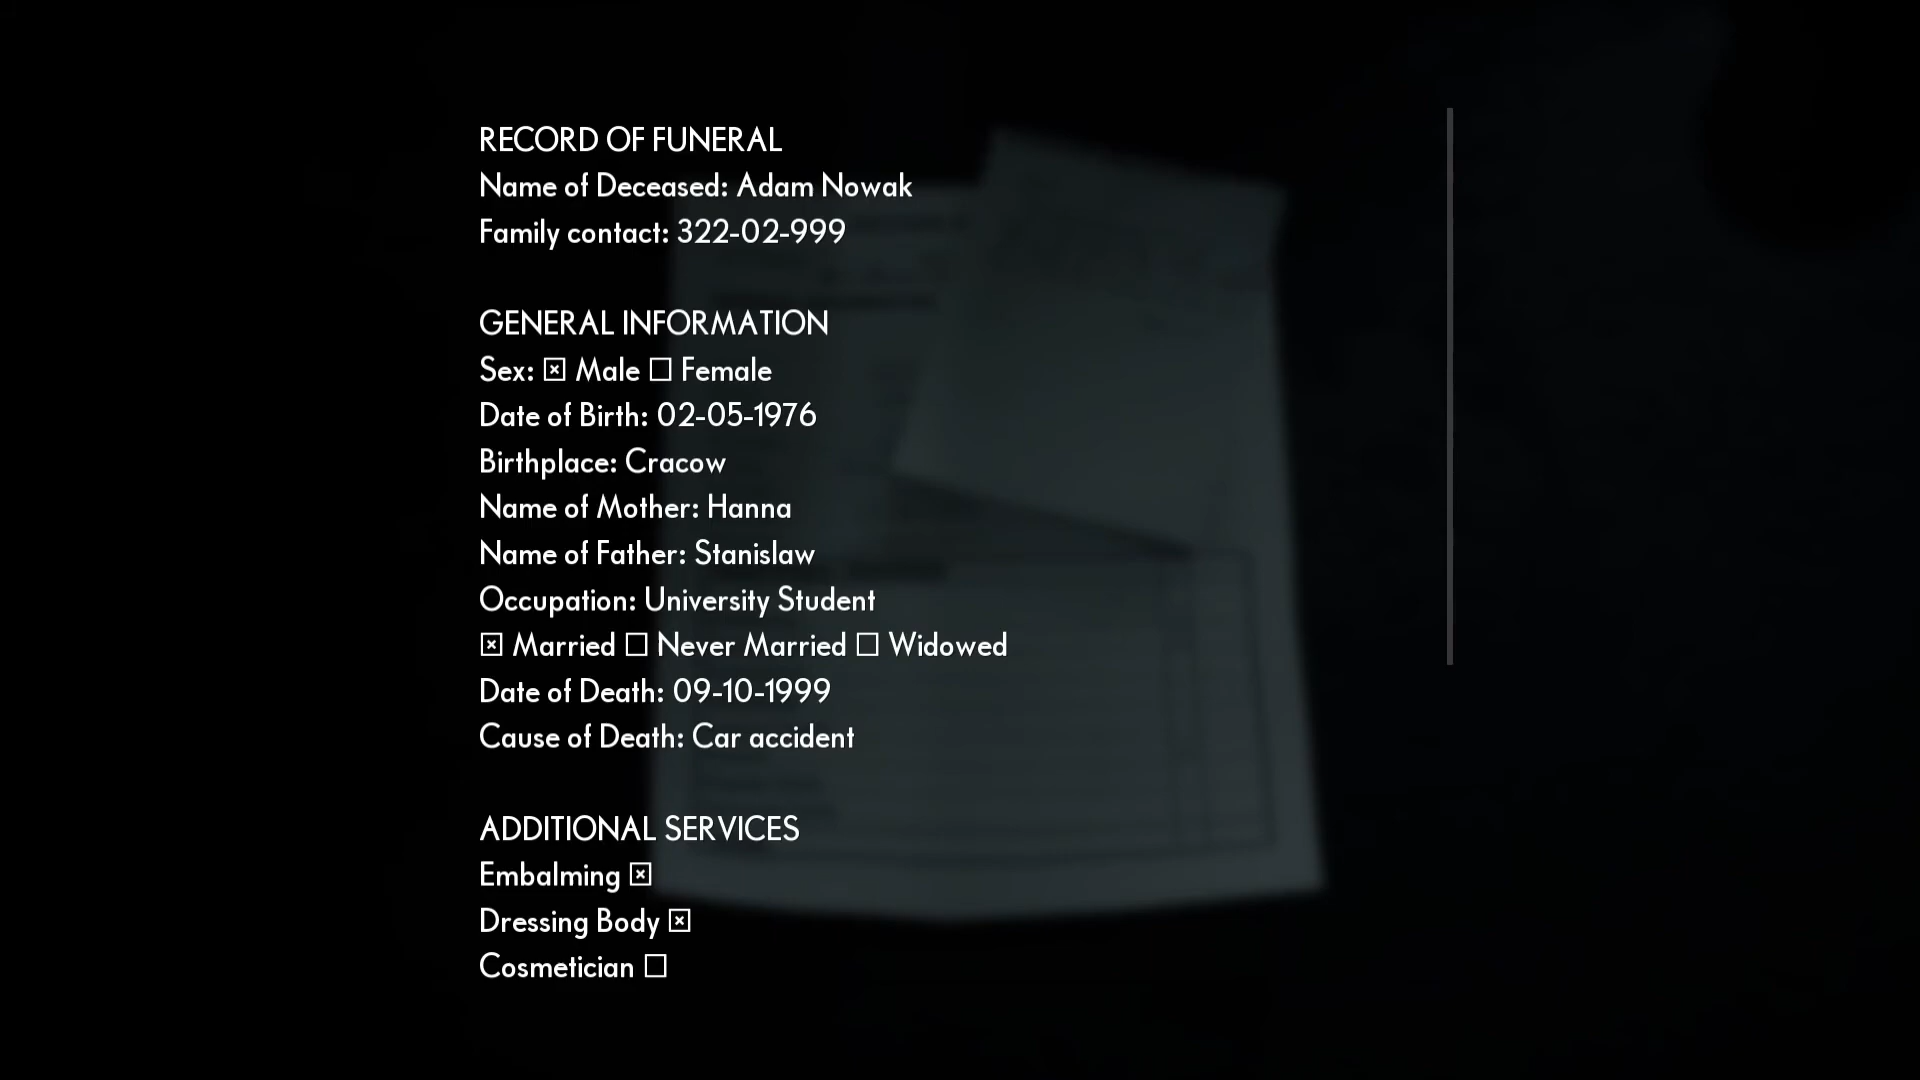 RECORD OF FUNERAL
Name of Deceased: Adam Nowak
Family contact: 322-02-999
GENERAL INFORMATION
Sex: ☒ Male ☐ Female
Date of Birth: 02-05-1976
Birthplace: Cracow
Name of Mother: Hanna
Name of Father: Stanislaw
Occupation: University Student
☒ Married ☐ Never Married ☐ Widowed
Date of Death: 09-10-1999
Cause of Death: Car accident
ADDITIONAL SERVICES
Embalming ☒
Dressing Body ☒
Cosmetician ☐